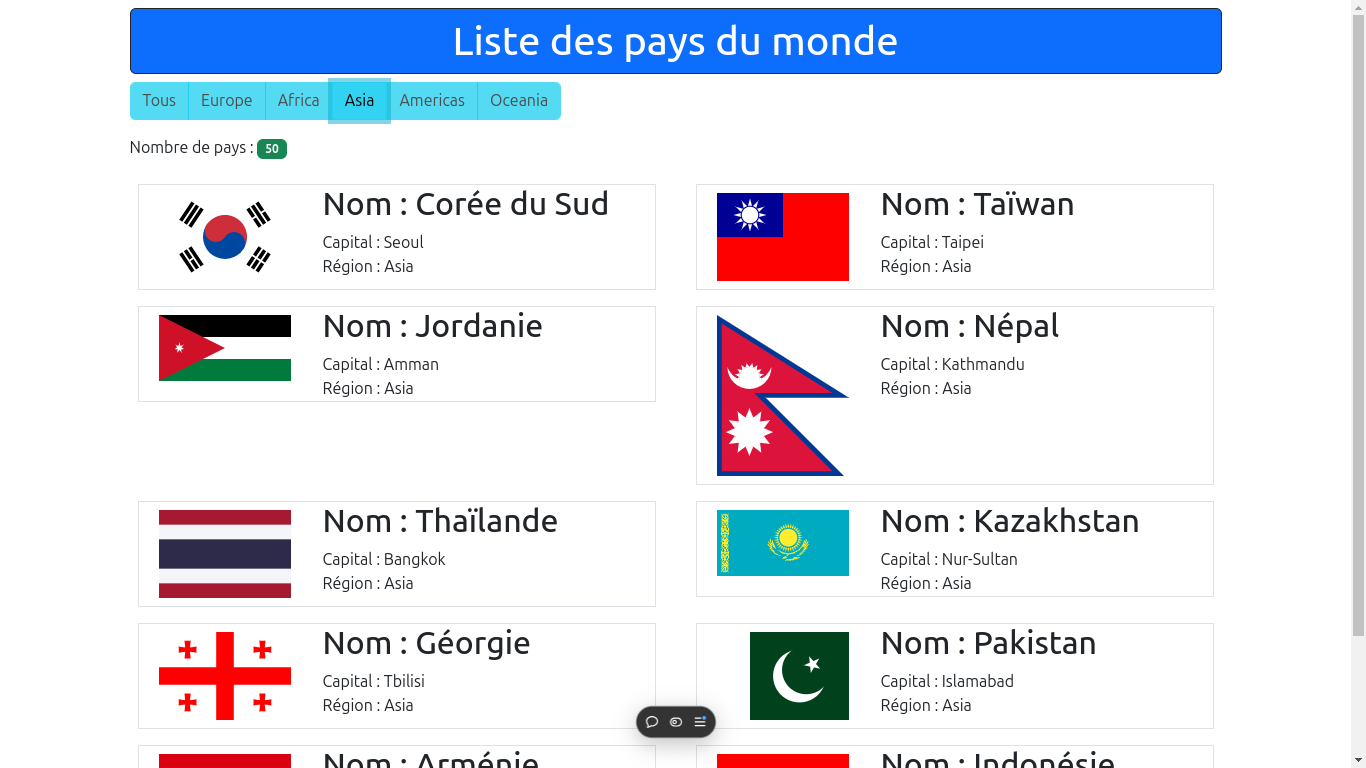 Liste des pays du monde
Tous Europe Africa Asia Americas Oceania
Nombre de pays : 50
Nom : Corée du Sud
Capital : Seoul
Région : Asia
Nom : Taïwan
Capital : Taipei
Région : Asia
Nom : Jordanie
Capital : Amman
Région : Asia
Nom : Népal
Capital : Kathmandu
Région : Asia
Nom : Thaïlande
Capital : Bangkok
Région : Asia
Nom : Kazakhstan
Capital : Nur-Sultan
Région : Asia
Nom : Géorgie
Capital : Tbilisi
Région : Asia
Nom : Pakistan
Capital : Islamabad
Région : Asia
Nom : Arménie
Nom : Indonésie